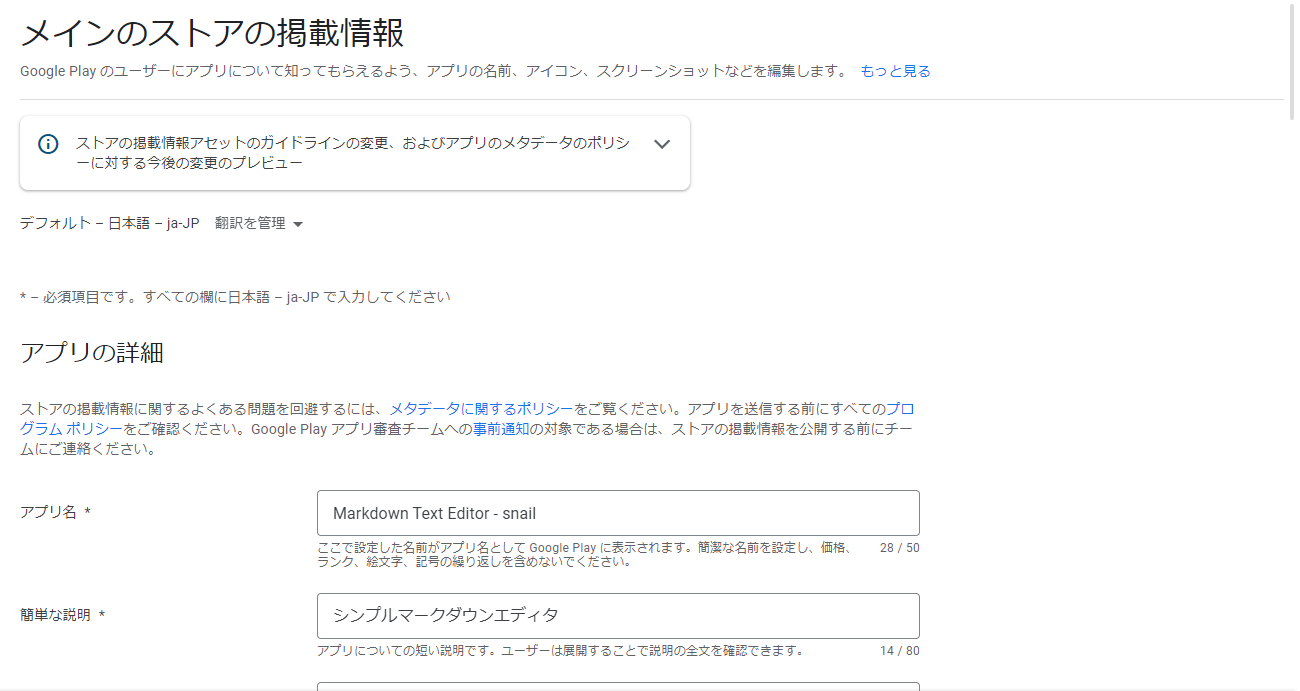 メインのストアの掲載情報
Google Play のユーザーにアプリについて知ってもらえるよう、アプリの名前、アイコン、スクリーンショットなどを編集します。 もっと見る
ストアの掲載情報アセットのガイドラインの変更、およびアプリのメタデータのポリシ
ーに対する今後の変更のプレビュー
デフォルト – 日本語 – ja-JP 翻訳を管理
* – 必須項目です。すべての欄に日本語 – ja-JP で入力してください
アプリの詳細
ストアの掲載情報に関するよくある問題を回避するには、メタデータに関するポリシーをご覧ください。アプリを送信する前にすべてのプロ
グラム ポリシーをご確認ください。Google Play アプリ審査チームへの事前通知の対象である場合は、ストアの掲載情報を公開する前にチー
ムにご連絡ください。
アプリ名 *
Markdown Text Editor - snail
ここで設定した名前がアプリ名として Google Play に表示されます。簡潔な名前を設定し、価格、 28 / 50
ランク、絵文字、記号の繰り返しを含めないでください。
簡単な説明 *
シンプルマークダウンエディタ
アプリについての短い説明です。ユーザーは展開することで説明の全文を確認できます。 14 / 80